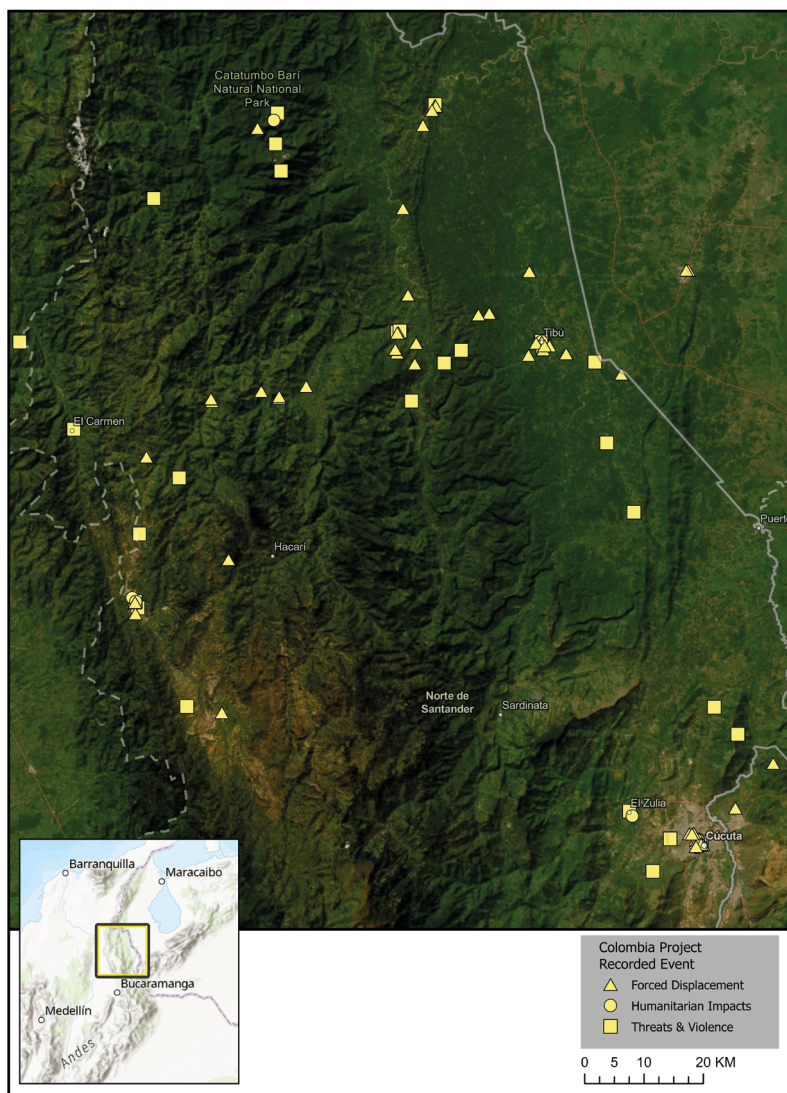 Catatumbo Barí
Natural National
Park
Tibú
El Carmen
Puerto
Hacarí
Norte de
Santander
Sardinata
El Zulia
Cúcuta
Barranquilla
Maracaibo
Bucaramanga
Medellín
Andes
Colombia Project
Recorded Event
Forced Displacement
Humanitarian Impacts
Threats & Violence
0 5 10 20 KM